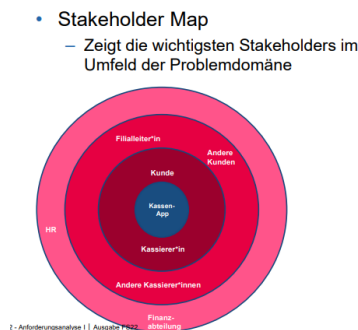 • Stakeholder Map
– Zeigt die wichtigsten Stakeholders im
Umfeld der Problemdomäne
Filialleiter*in
Andere
Kunden
Kunde
Kassen-
App
HR
Kassierer*in
Andere Kassierer*innen
Finanz-
abteilung
2 - Anforderungsanalyse I | Ausgabe FS22